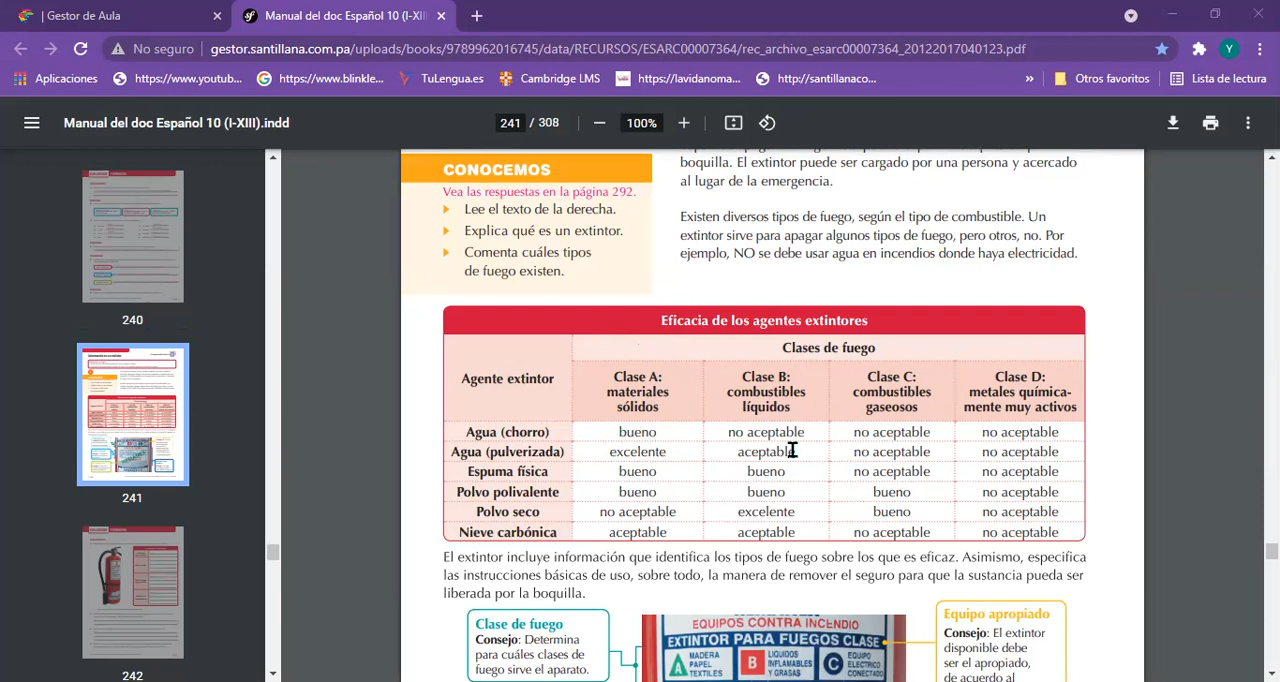 Gestor de Aula
Manual del doc Español 10 (I-XIII
No seguro
gestor.santillana.com.pa/uploads/books/9789962016745/data/RECURSOS/ESARC00007364/rec_archivo_esarc00007364_20122017040123.pdf
Y
Aplicaciones
https://www.youtub...
https://www.blinkle...
TuLengua.es
Cambridge LMS
https://lavidanoma...
http://santillanaco...
»
Otros favoritos
Lista de lectura
Manual del doc Español 10 (I-XIII).indd
241 / 308
100%
240
241
242
CONOCEMOS
Vea las respuestas en la página 292.
Lee el texto de la derecha.
Explica qué es un extintor.
Comenta cuáles tipos
de fuego existen.
boquilla. El extintor puede ser cargado por una persona y acercado
al lugar de la emergencia.
Existen diversos tipos de fuego, según el tipo de combustible. Un
extintor sirve para apagar algunos tipos de fuego, pero otros, no. Por
ejemplo, NO se debe usar agua en incendios donde haya electricidad.
Eficacia de los agentes extintores
Agente extintor
Clases de fuego
Clase A:
materiales
sólidos
Clase B:
combustibles
líquidos
Clase C:
combustibles
gaseosos
Clase D:
metales química-
mente muy activos
Agua (chorro) bueno no aceptable no aceptable no aceptable
Agua (pulverizada) excelente aceptable no aceptable no aceptable
Espuma física bueno bueno no aceptable no aceptable
Polvo polivalente bueno bueno bueno no aceptable
Polvo seco no aceptable excelente bueno no aceptable
Nieve carbónica aceptable aceptable no aceptable no aceptable
El extintor incluye información que identifica los tipos de fuego sobre los que es eficaz. Asimismo, especifica
las instrucciones básicas de uso, sobre todo, la manera de remover el seguro para que la sustancia pueda ser
liberada por la boquilla.
Clase de fuego
Consejo: Determina
para cuáles clases de
fuego sirve el aparato.
EQUIPOS CONTRA INCENDIO
EXTINTOR PARA FUEGOS CLASE
A
MADERA
PAPEL
TEXTILES
B
LIQUIDOS
INFLAMABLES
Y GRASAS
C
EQUIPO
ELECTRICO
CONECTADO
Equipo apropiado
Consejo: El extintor
disponible debe
ser el apropiado,
de acuerdo al